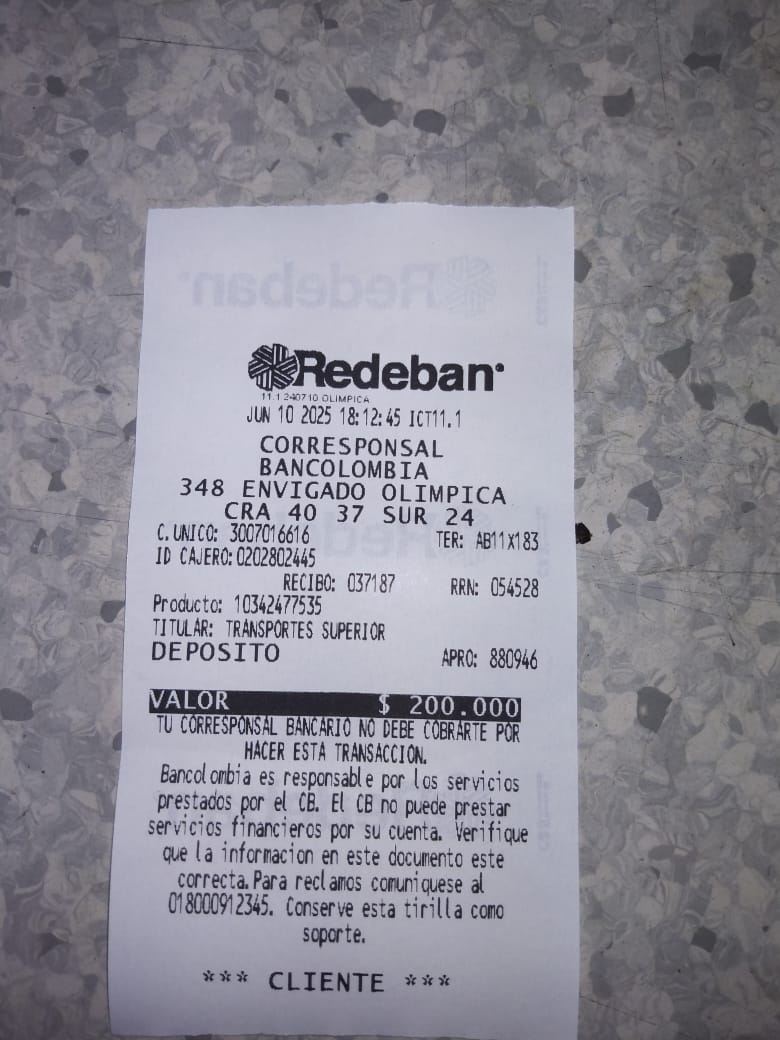 Redeban
11.1.240710 OLIMPICA
JUN 10 2025 18:12:45 ICT11.1
CORRESPONSAL
BANCOLOMBIA
348 ENVIGADO OLIMPICA
CRA 40 37 SUR 24
C.UNICO: 3007016616 TER: AB11X183
ID CAJERO:0202802445
RECIBO: 037187 RRN: 054528
Producto: 10342477535
TITULAR: TRANSPORTES SUPERIOR
DEPOSITO APRO: 880946
VALOR $ 200.000
TU CORRESPONSAL BANCARIO NO DEBE COBRARTE POR
HACER ESTA TRANSACCION.
Bancolombia es responsable por los servicios
prestados por el CB. El CB no puede prestar
servicios financieros por su cuenta. Verifique
que la informacion en este documento este
correcta.Para reclamos comuniquese al
018000912345. Conserve esta tirilla como
soporte.
*** CLIENTE ***